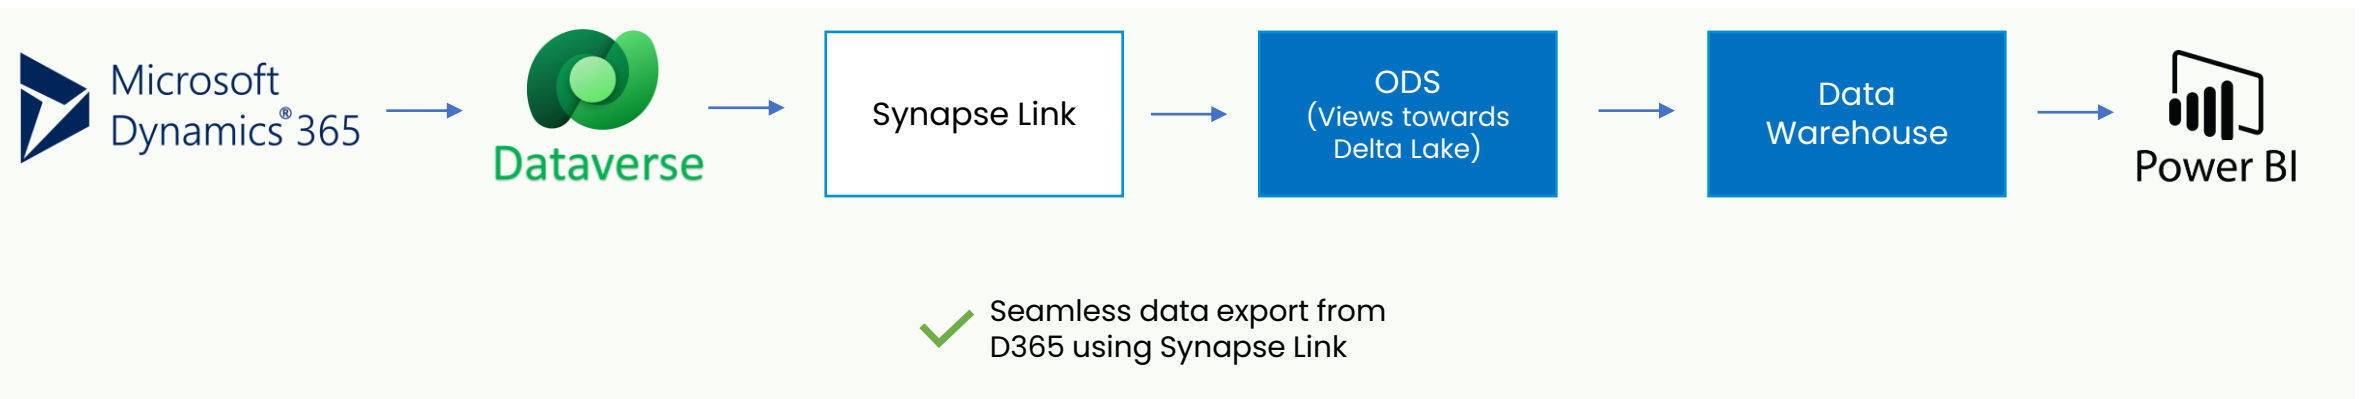 Microsoft
Dynamics® 365
Dataverse
Synapse Link
ODS
(Views towards
Delta Lake)
Data
Warehouse
Power BI
Seamless data export from
D365 using Synapse Link